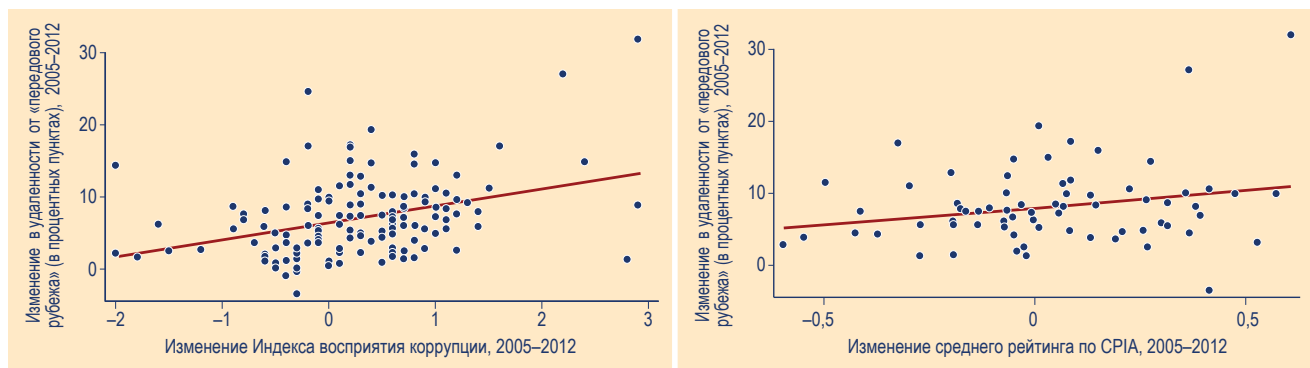 Изменение в удаленности от «передового
рубежа» (в процентных пунктах), 2005–2012
30
20
10
0
–2
–1
0
1
2
3
Изменение Индекса восприятия коррупции, 2005–2012
Изменение в удаленности от «передового
рубежа» (в процентных пунктах), 2005–2012
30
20
10
0
–0,5
0
0,5
Изменение среднего рейтинга по CPIA, 2005–2012